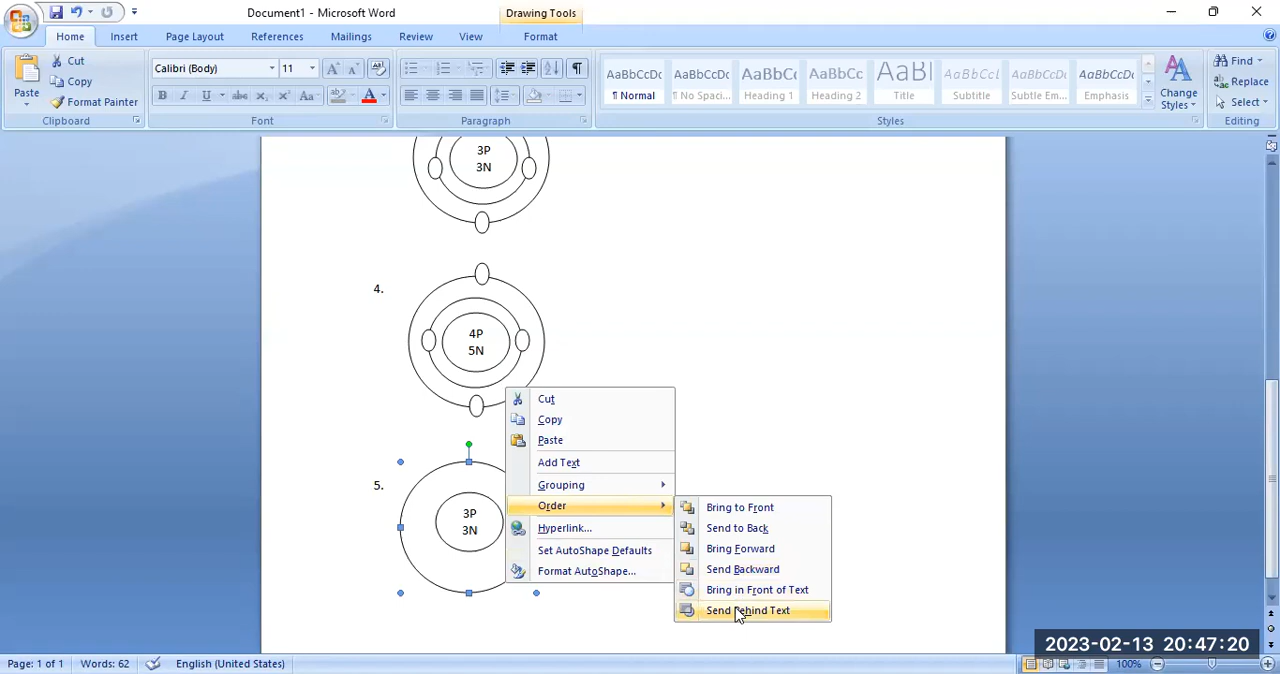 Document1 - Microsoft Word
Drawing Tools
Home
Insert
Page Layout
References
Mailings
Review
View
Format
Paste
Cut
Copy
Format Painter
Clipboard
Calibri (Body)
11
Font
Paragraph
AaBbCcDc
¶ Normal
AaBbCcDc
¶ No Spaci...
AaBbC
Heading 1
AaBbCc
Heading 2
AaBl
Title
AaBbCcL
Subtitle
AaBbCcDc
Subtle Em...
AaBbCcDc
Emphasis
Change
Styles
Styles
Find
Replace
Select
Editing
3P
3N
4.
4P
5N
5.
3P
3N
Cut
Copy
Paste
Add Text
Grouping
Order
Hyperlink...
Set AutoShape Defaults
Format AutoShape...
Bring to Front
Send to Back
Bring Forward
Send Backward
Bring in Front of Text
Send Behind Text
2023-02-13 20:47:20
Page: 1 of 1
Words: 62
English (United States)
100%